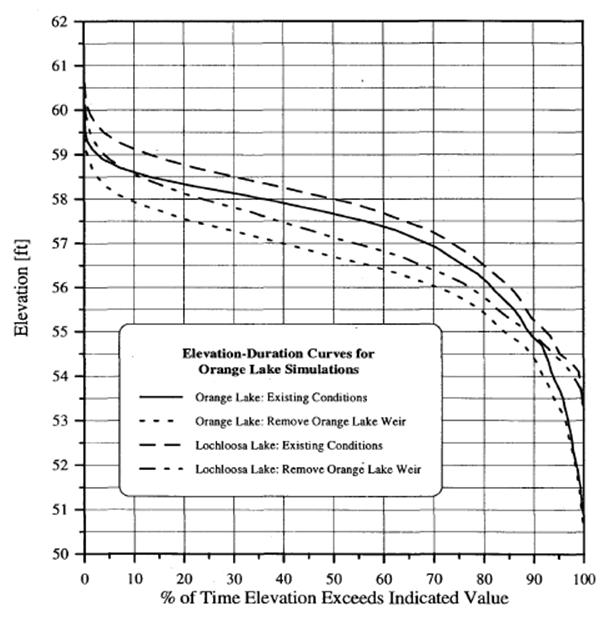 62
61
60
59
58
57
56
55
54
53
52
51
50
Elevation [ft]
Elevation-Duration Curves for
Orange Lake Simulations
Orange Lake: Existing Conditions
Orange Lake: Remove Orange Lake Weir
Lochloosa Lake: Existing Conditions
Lochloosa Lake: Remove Orange Lake Weir
0 10 20 30 40 50 60 70 80 90 100
% of Time Elevation Exceeds Indicated Value